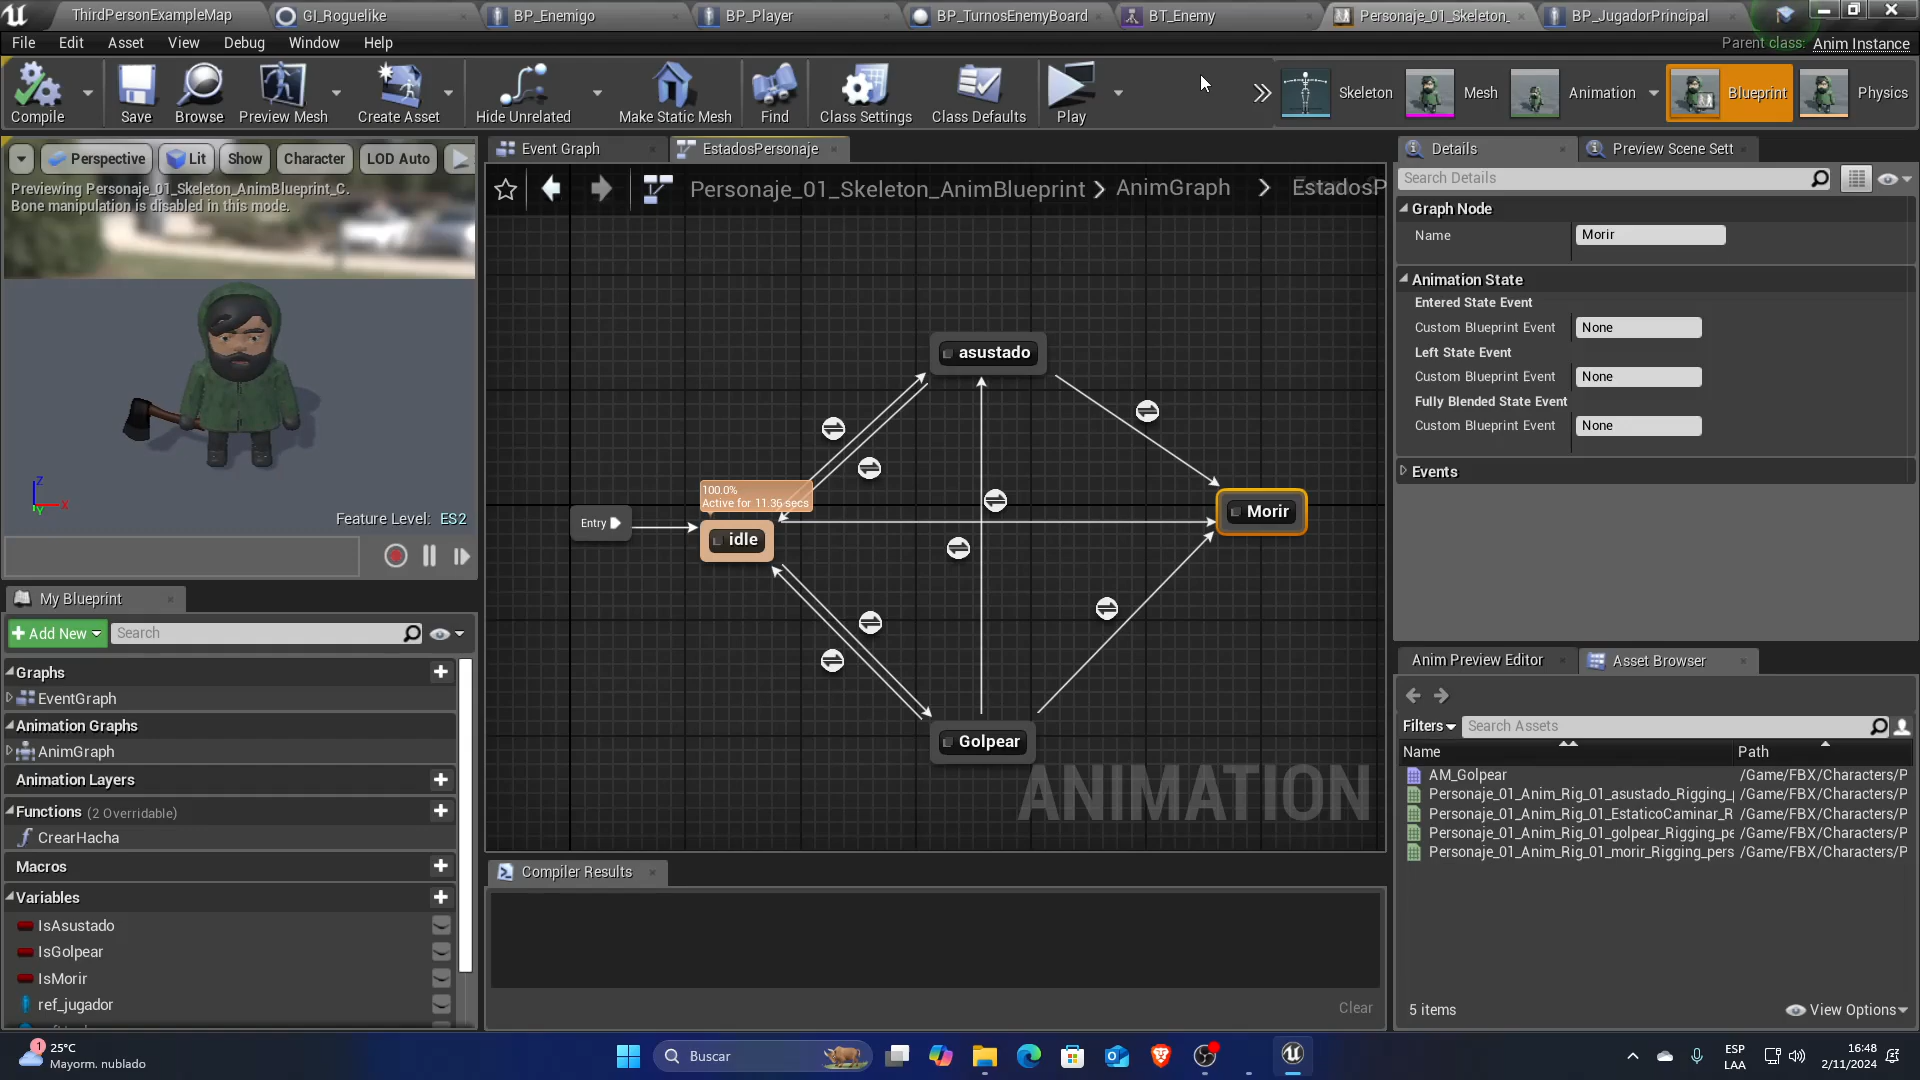 ThirdPersonExampleMap
GI_Roguelike
BP_Enemigo
BP_Player
BP_TurnosEnemyBoard
BT_Enemy
Personaje_01_Skeleton_
BP_JugadorPrincipal
File Edit Asset View Debug Window Help
Parent class: Anim Instance
Compile
Save
Browse
Preview Mesh
Create Asset
Hide Unrelated
Make Static Mesh
Find
Class Settings
Class Defaults
Play
Skeleton
Mesh
Animation
Blueprint
Physics
Perspective
Lit
Show
Character
LOD Auto
Previewing Personaje_01_Skeleton_AnimBlueprint_C.
Bone manipulation is disabled in this mode.
Z
X
Y
Feature Level: ES2
Event Graph
EstadosPersonaje
Personaje_01_Skeleton_AnimBlueprint
AnimGraph
EstadosP
asustado
100.0%
Active for 11.36 secs
Entry
idle
Morir
Golpear
ANIMATION
Compiler Results
Clear
My Blueprint
Add New
Search
Graphs
EventGraph
Animation Graphs
AnimGraph
Animation Layers
Functions (2 Overridable)
CrearHacha
Macros
Variables
IsAsustado
IsGolpear
IsMorir
ref_jugador
Details
Preview Scene Sett
Search Details
Graph Node
Name Morir
Animation State
Entered State Event
Custom Blueprint Event None
Left State Event
Custom Blueprint Event None
Fully Blended State Event
Custom Blueprint Event None
Events
Anim Preview Editor
Asset Browser
Filters
Search Assets
Name Path
AM_Golpear /Game/FBX/Characters/P
Personaje_01_Anim_Rig_01_asustado_Rigging_ /Game/FBX/Characters/P
Personaje_01_Anim_Rig_01_EstaticoCaminar_R /Game/FBX/Characters/P
Personaje_01_Anim_Rig_01_golpear_Rigging_pe /Game/FBX/Characters/P
Personaje_01_Anim_Rig_01_morir_Rigging_pers /Game/FBX/Characters/P
5 items
View Options
1
25°C
Mayorm. nublado
Buscar
ESP
LAA
16:48
2/11/2024